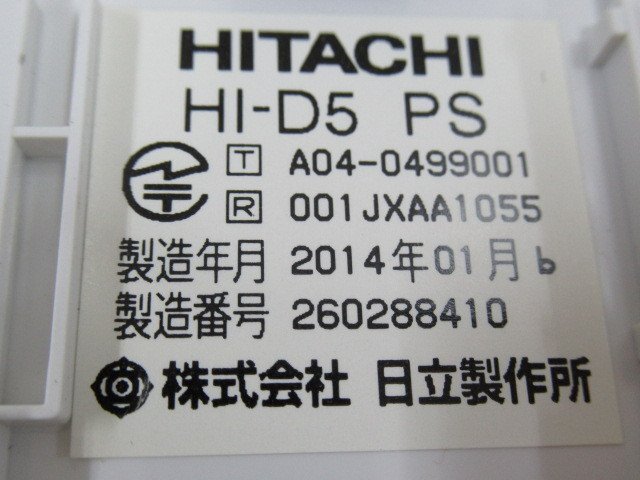 HITACHI
HI-D5 PS
T A04-0499001
R 001JXAA1055
製造年月 2014年01月 b
製造番号 260288410
株式会社 日立製作所